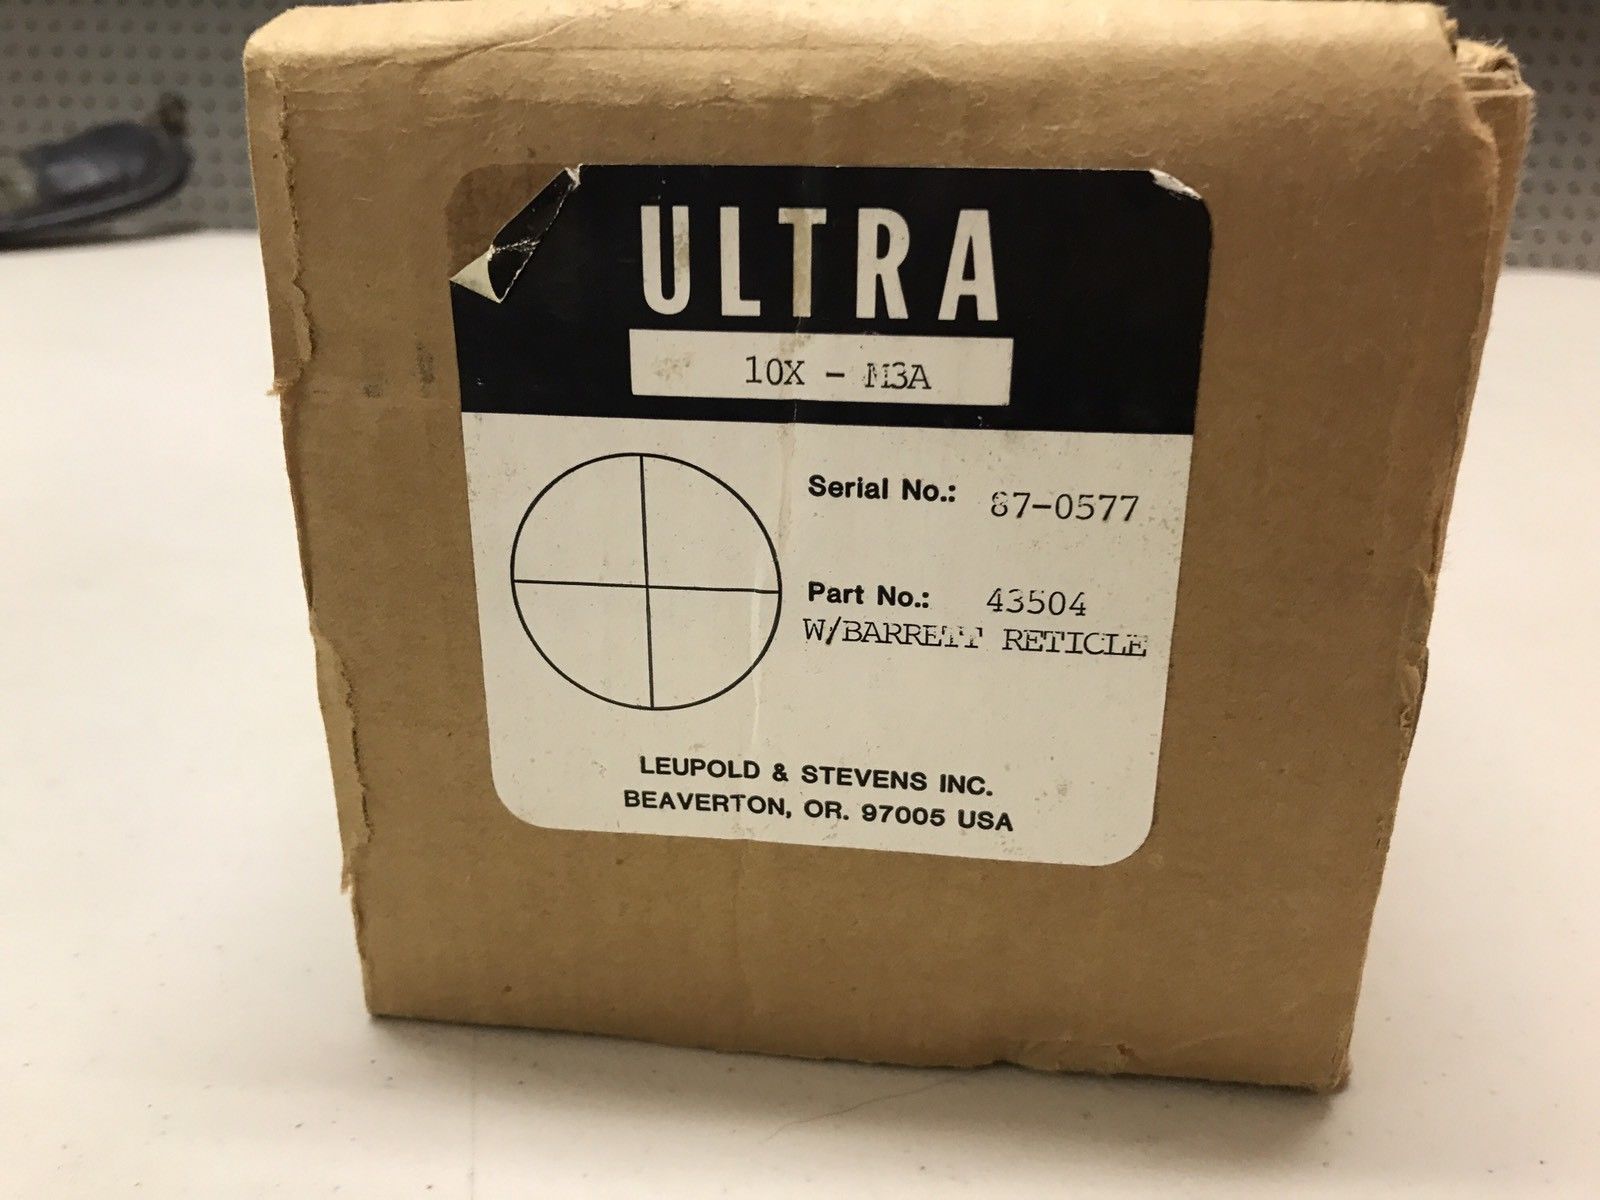 ULTRA
10X - M3A
Serial No.: 87-0577
Part No.: 43504
W/BARRETT RETICLE
LEUPOLD & STEVENS INC.
BEAVERTON, OR. 97005 USA